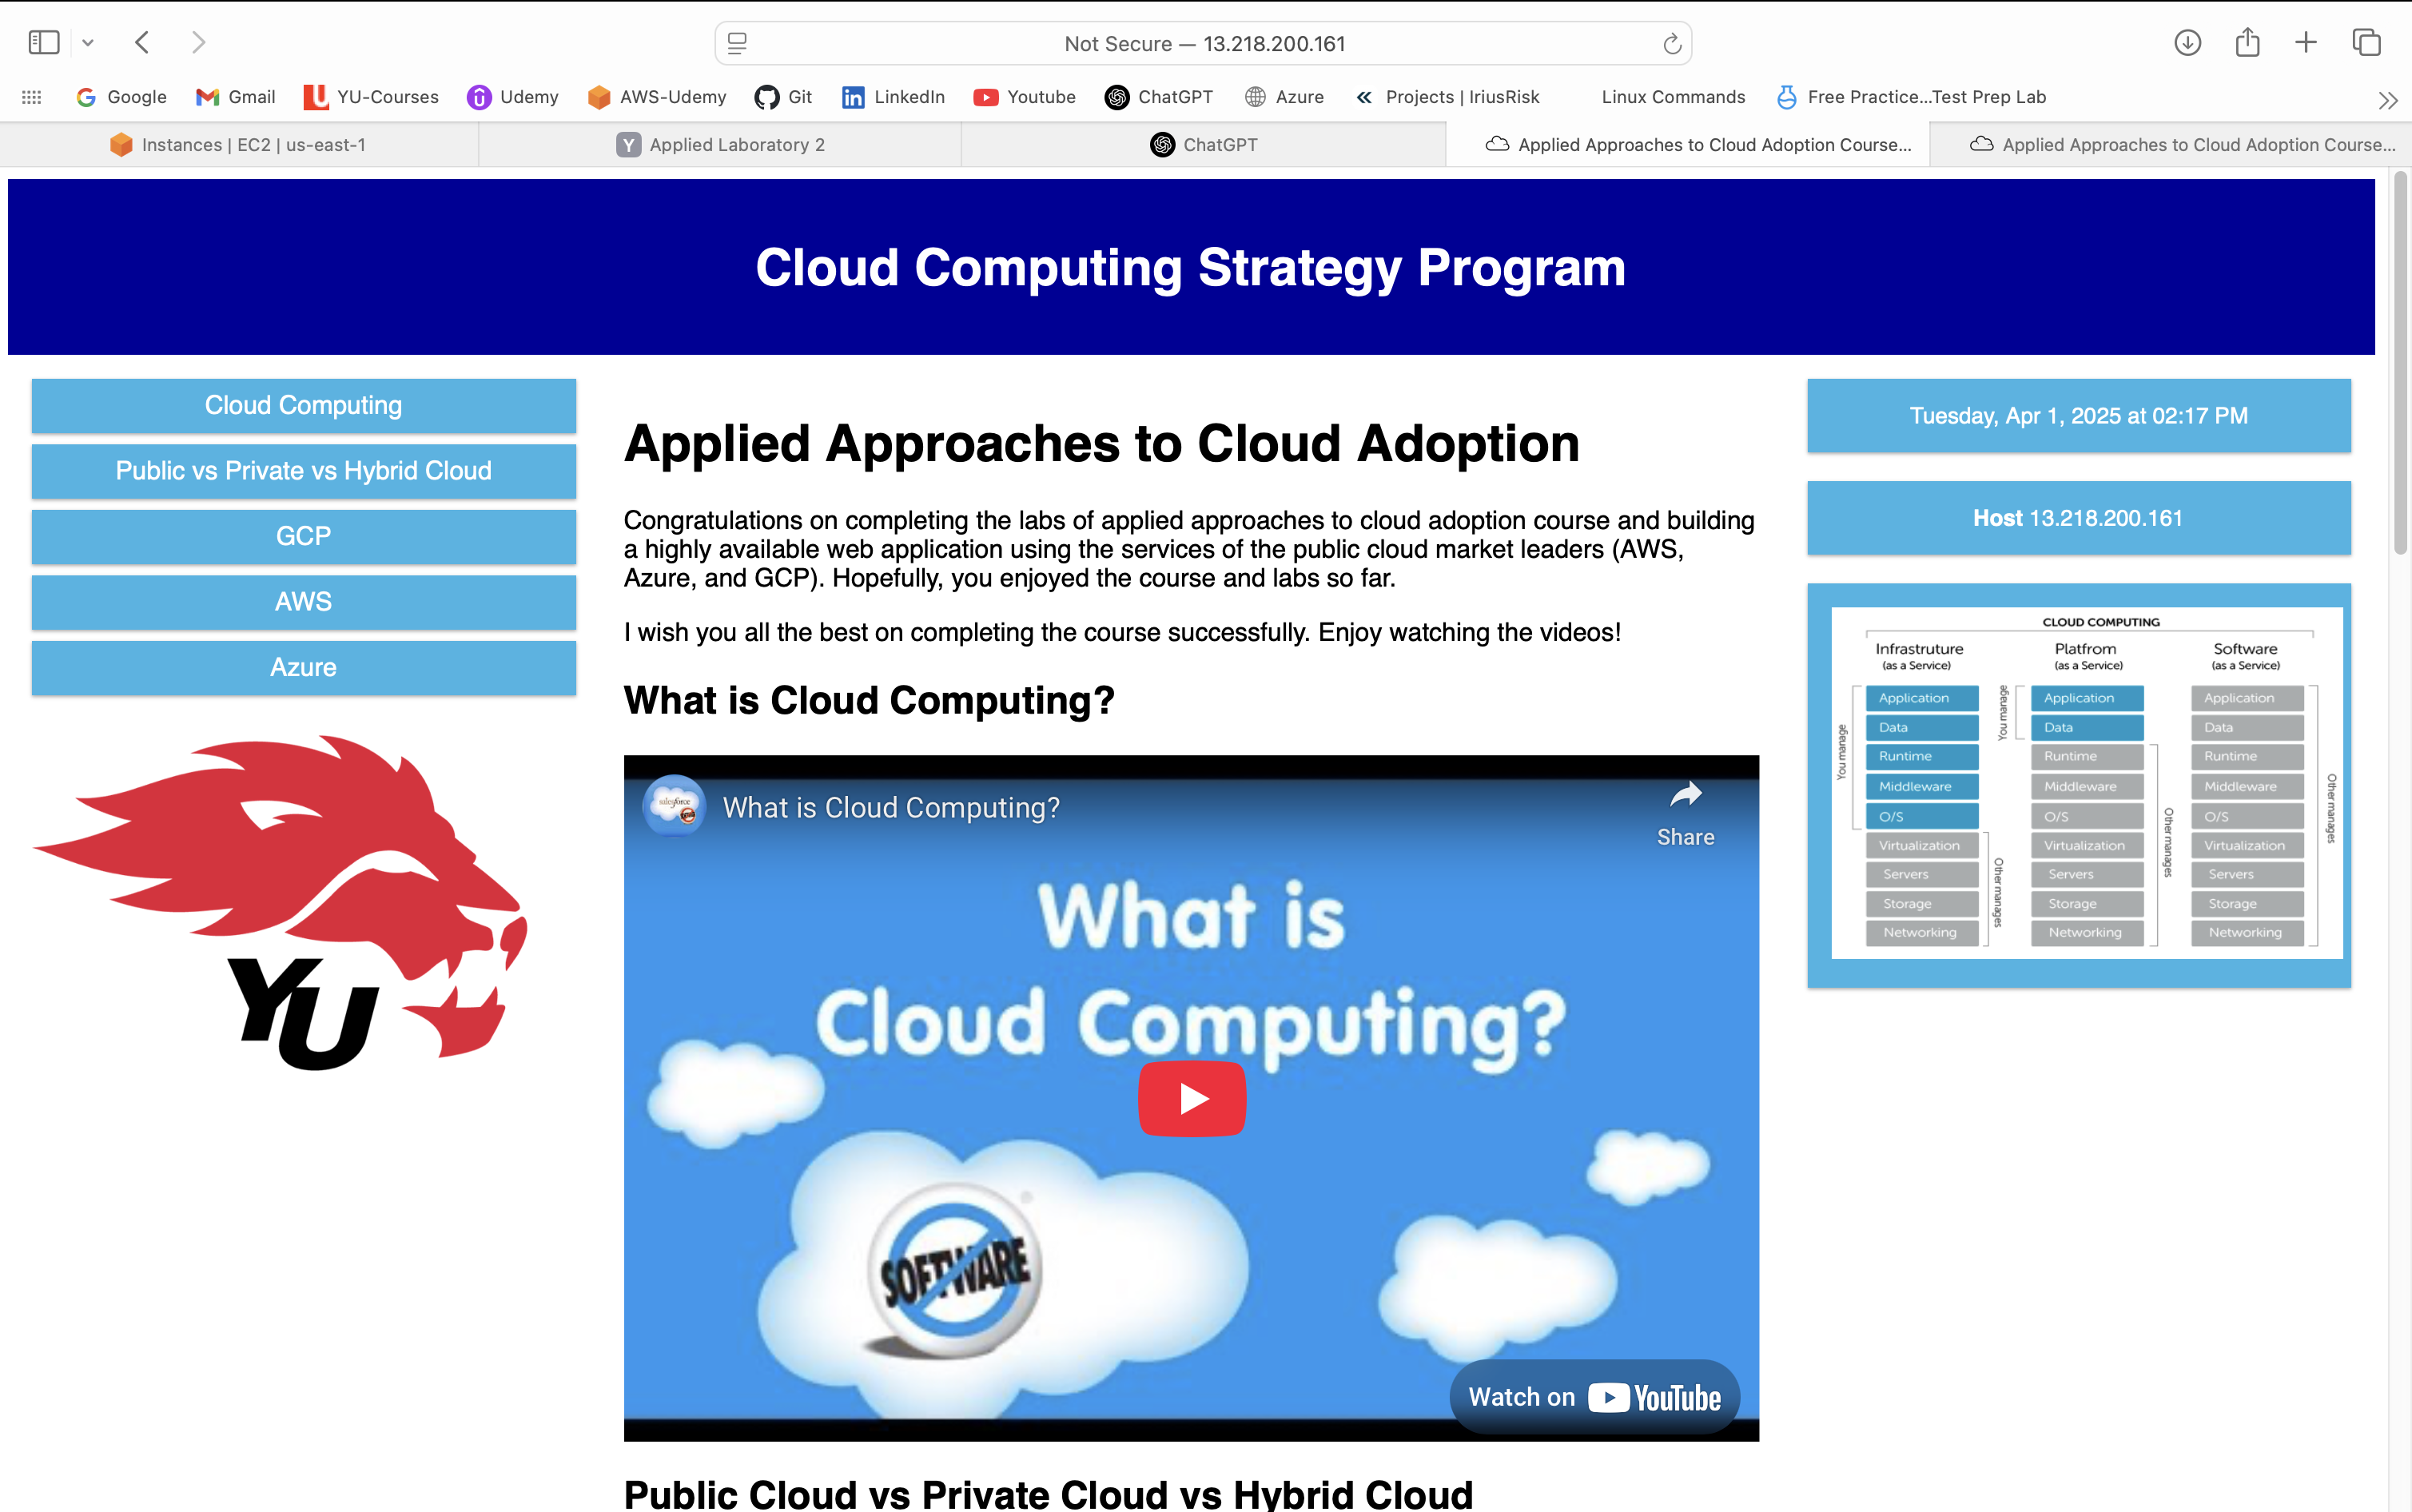 Not Secure — 13.218.200.161
Google Gmail YU-Courses Udemy AWS-Udemy Git LinkedIn Youtube ChatGPT Azure Projects | IriusRisk Linux Commands Free Practice...Test Prep Lab
Instances | EC2 | us-east-1
Y Applied Laboratory 2
ChatGPT
Applied Approaches to Cloud Adoption Course...
Applied Approaches to Cloud Adoption Course...
Cloud Computing Strategy Program
Cloud Computing
Public vs Private vs Hybrid Cloud
GCP
AWS
Azure
YU
Applied Approaches to Cloud Adoption
Congratulations on completing the labs of applied approaches to cloud adoption course and building
a highly available web application using the services of the public cloud market leaders (AWS,
Azure, and GCP). Hopefully, you enjoyed the course and labs so far.
I wish you all the best on completing the course successfully. Enjoy watching the videos!
What is Cloud Computing?
salesforce
What is Cloud Computing?
Share
What is
Cloud Computing?
SOFTWARE
Watch on YouTube
Public Cloud vs Private Cloud vs Hybrid Cloud
Tuesday, Apr 1, 2025 at 02:17 PM
Host 13.218.200.161
CLOUD COMPUTING
Infrastruture
(as a Service)
You manage
Application
Data
Runtime
Middleware
O/S
Virtualization
Servers
Storage
Networking
Other manages
Platfrom
(as a Service)
You manage
Application
Data
Runtime
Middleware
O/S
Virtualization
Servers
Storage
Networking
Other manages
Software
(as a Service)
Application
Data
Runtime
Middleware
O/S
Virtualization
Servers
Storage
Networking
Other manages